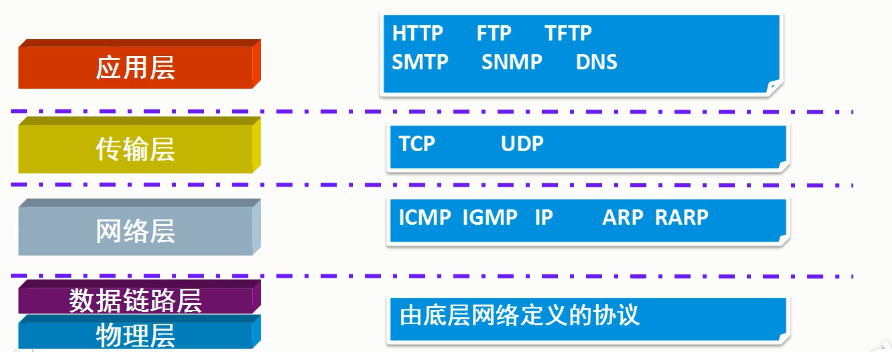 应用层
HTTP FTP TFTP
SMTP SNMP DNS
传输层
TCP UDP
网络层
ICMP IGMP IP ARP RARP
数据链路层
物理层
由底层网络定义的协议